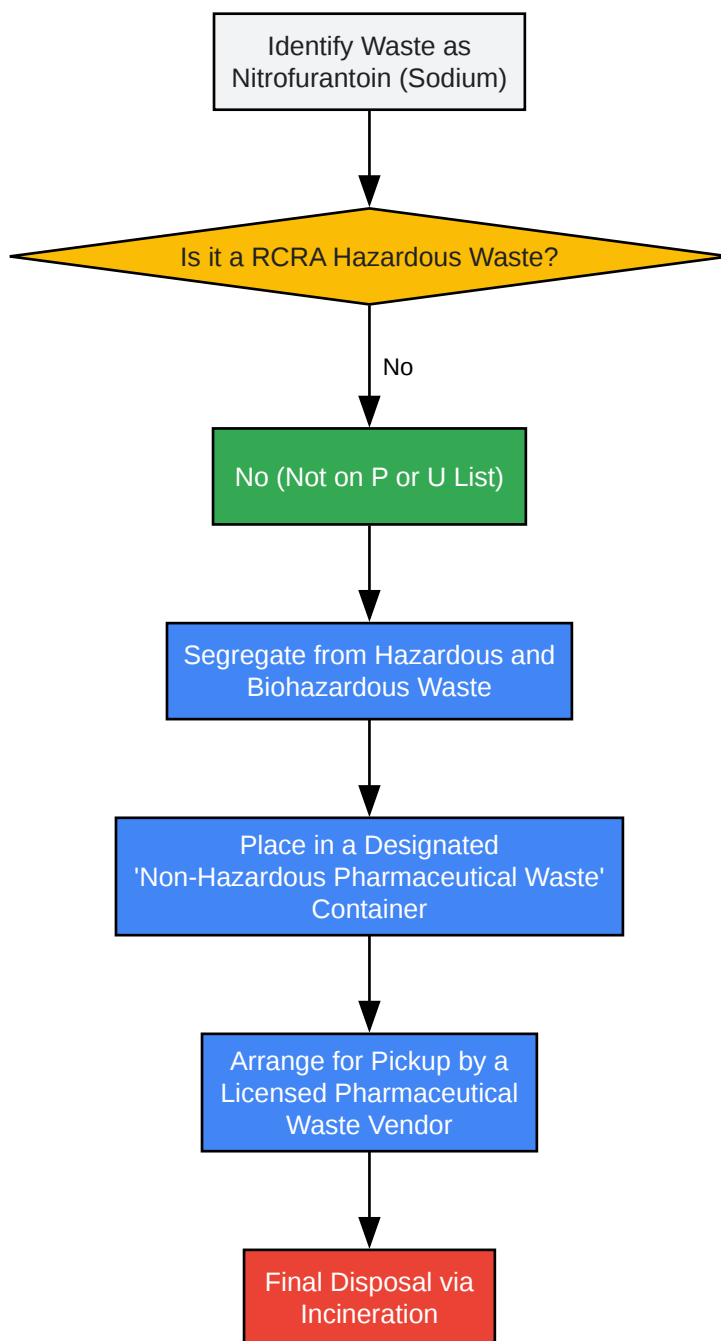 Identify Waste as
Nitrofurantoin (Sodium)
Is it a RCRA Hazardous Waste?
No
No (Not on P or U List)
Segregate from Hazardous and
Biohazardous Waste
Place in a Designated
'Non-Hazardous Pharmaceutical Waste'
Container
Arrange for Pickup by a
Licensed Pharmaceutical
Waste Vendor
Final Disposal via
Incineration